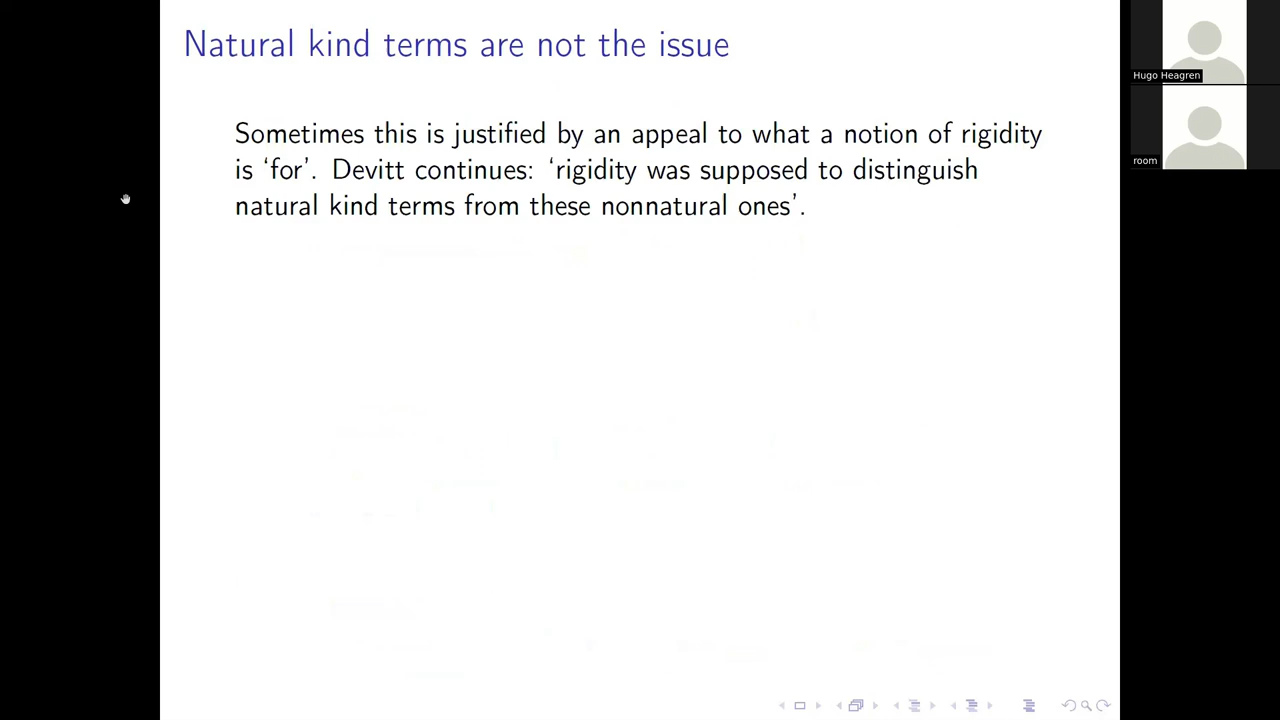 Natural kind terms are not the issue
Sometimes this is justified by an appeal to what a notion of rigidity
is ‘for’. Devitt continues: ‘rigidity was supposed to distinguish
natural kind terms from these nonnatural ones’.
Hugo Heagren
room